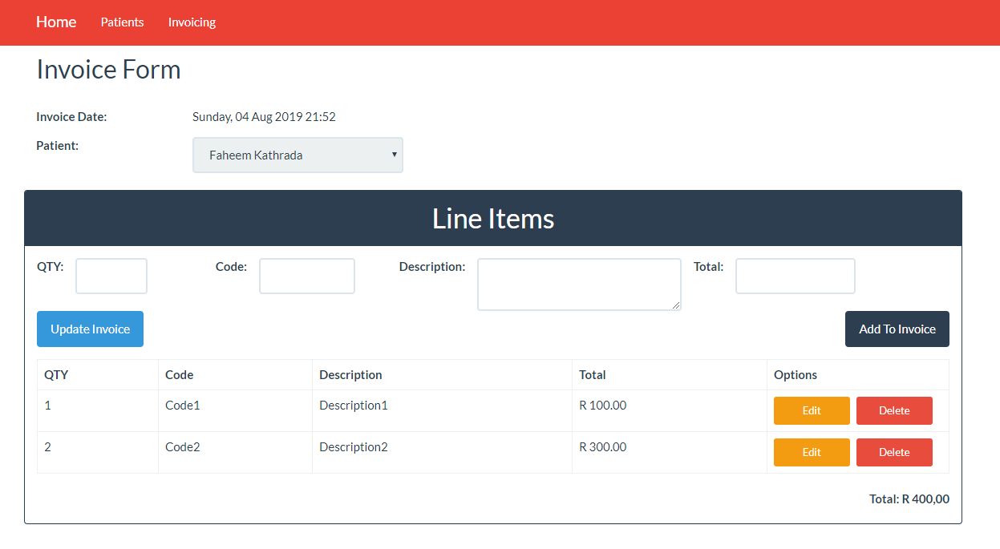 Home Patients Invoicing
Invoice Form
Invoice Date: Sunday, 04 Aug 2019 21:52
Patient: Faheem Kathrada
Line Items
QTY: Code: Description: Total:
Update Invoice Add To Invoice
QTY Code Description Total Options
1 Code1 Description1 R 100.00 Edit Delete
2 Code2 Description2 R 300.00 Edit Delete
Total: R 400,00